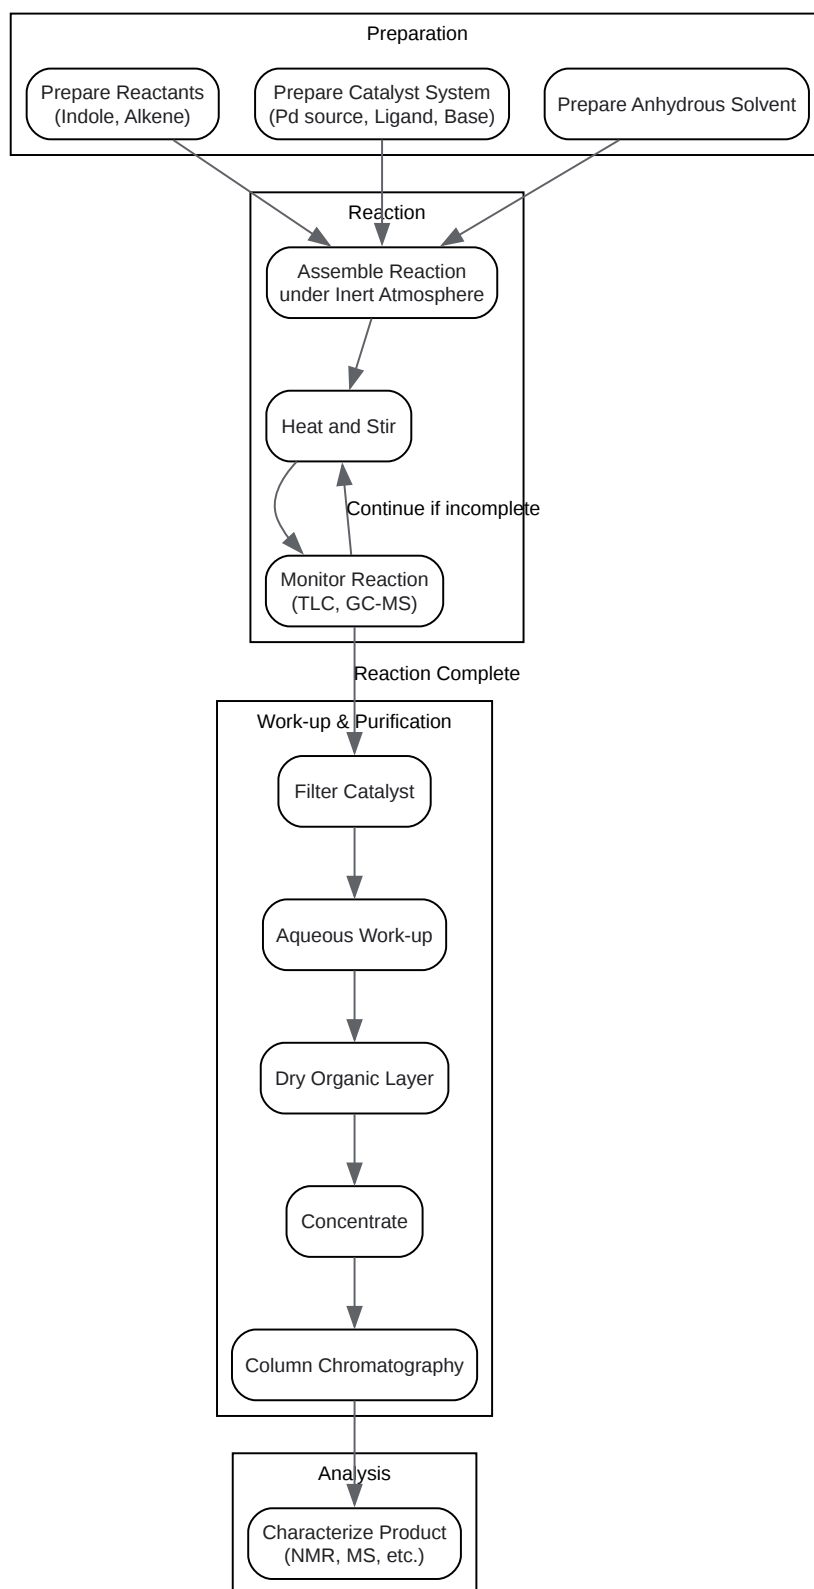 Preparation
Prepare Reactants
(Indole, Alkene)
Prepare Catalyst System
(Pd source, Ligand, Base)
Prepare Anhydrous Solvent
Reaction
Assemble Reaction
under Inert Atmosphere
Heat and Stir
Continue if incomplete
Monitor Reaction
(TLC, GC-MS)
Reaction Complete
Work-up & Purification
Filter Catalyst
Aqueous Work-up
Dry Organic Layer
Concentrate
Column Chromatography
Analysis
Characterize Product
(NMR, MS, etc.)